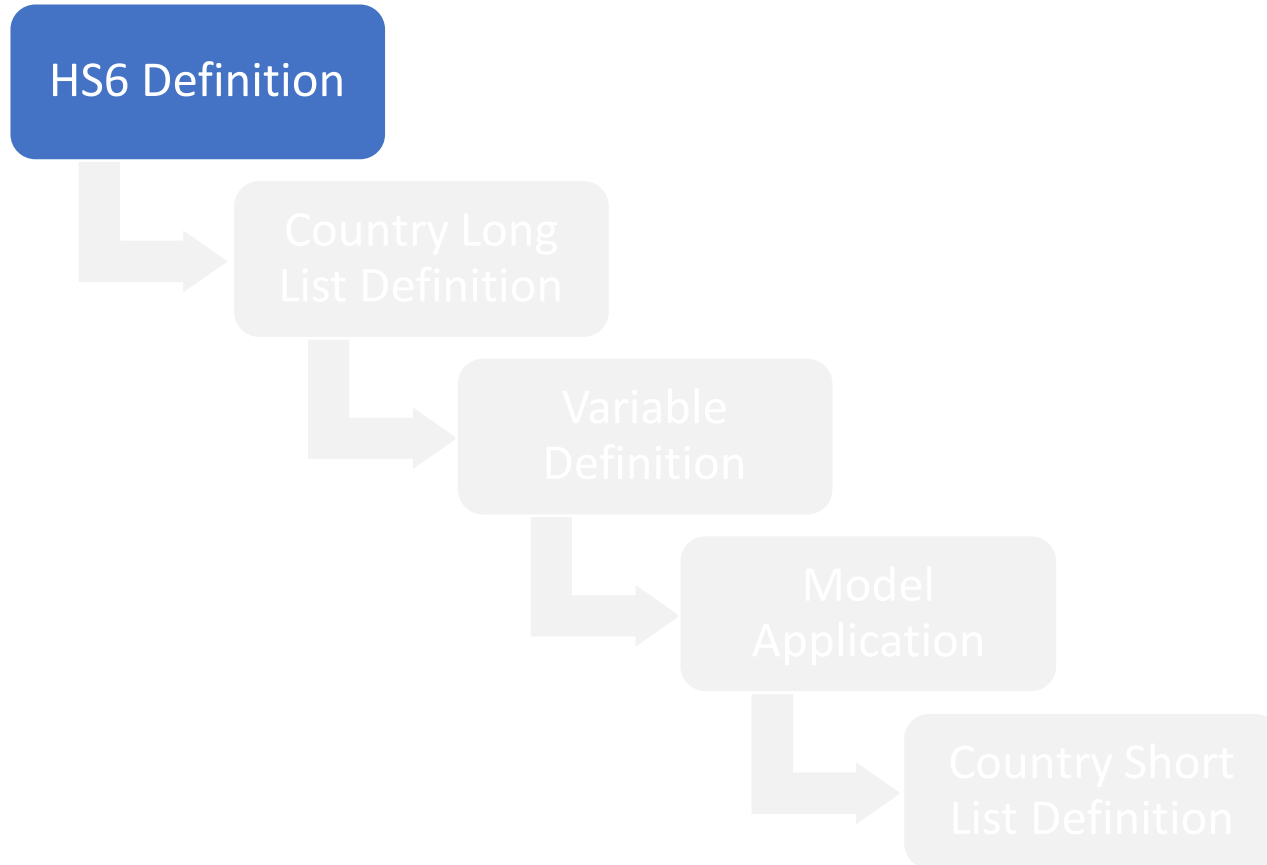 HS6 Definition
Country Long
List Definition
Variable
Definition
Model
Application
Country Short
List Definition